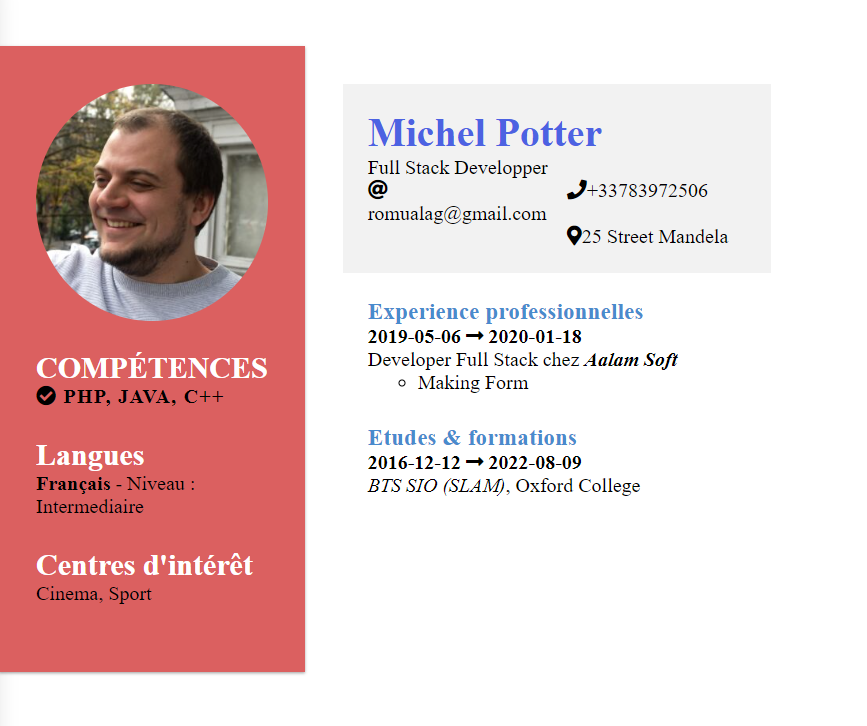 COMPÉTENCES
PHP, JAVA, C++
Langues
Français - Niveau :
Intermediaire
Centres d'intérêt
Cinema, Sport
Michel Potter
Full Stack Developper
@
romualag@gmail.com
+33783972506
25 Street Mandela
Experience professionnelles
2019-05-06 → 2020-01-18
Developer Full Stack chez Aalam Soft
Making Form
Etudes & formations
2016-12-12 → 2022-08-09
BTS SIO (SLAM), Oxford College